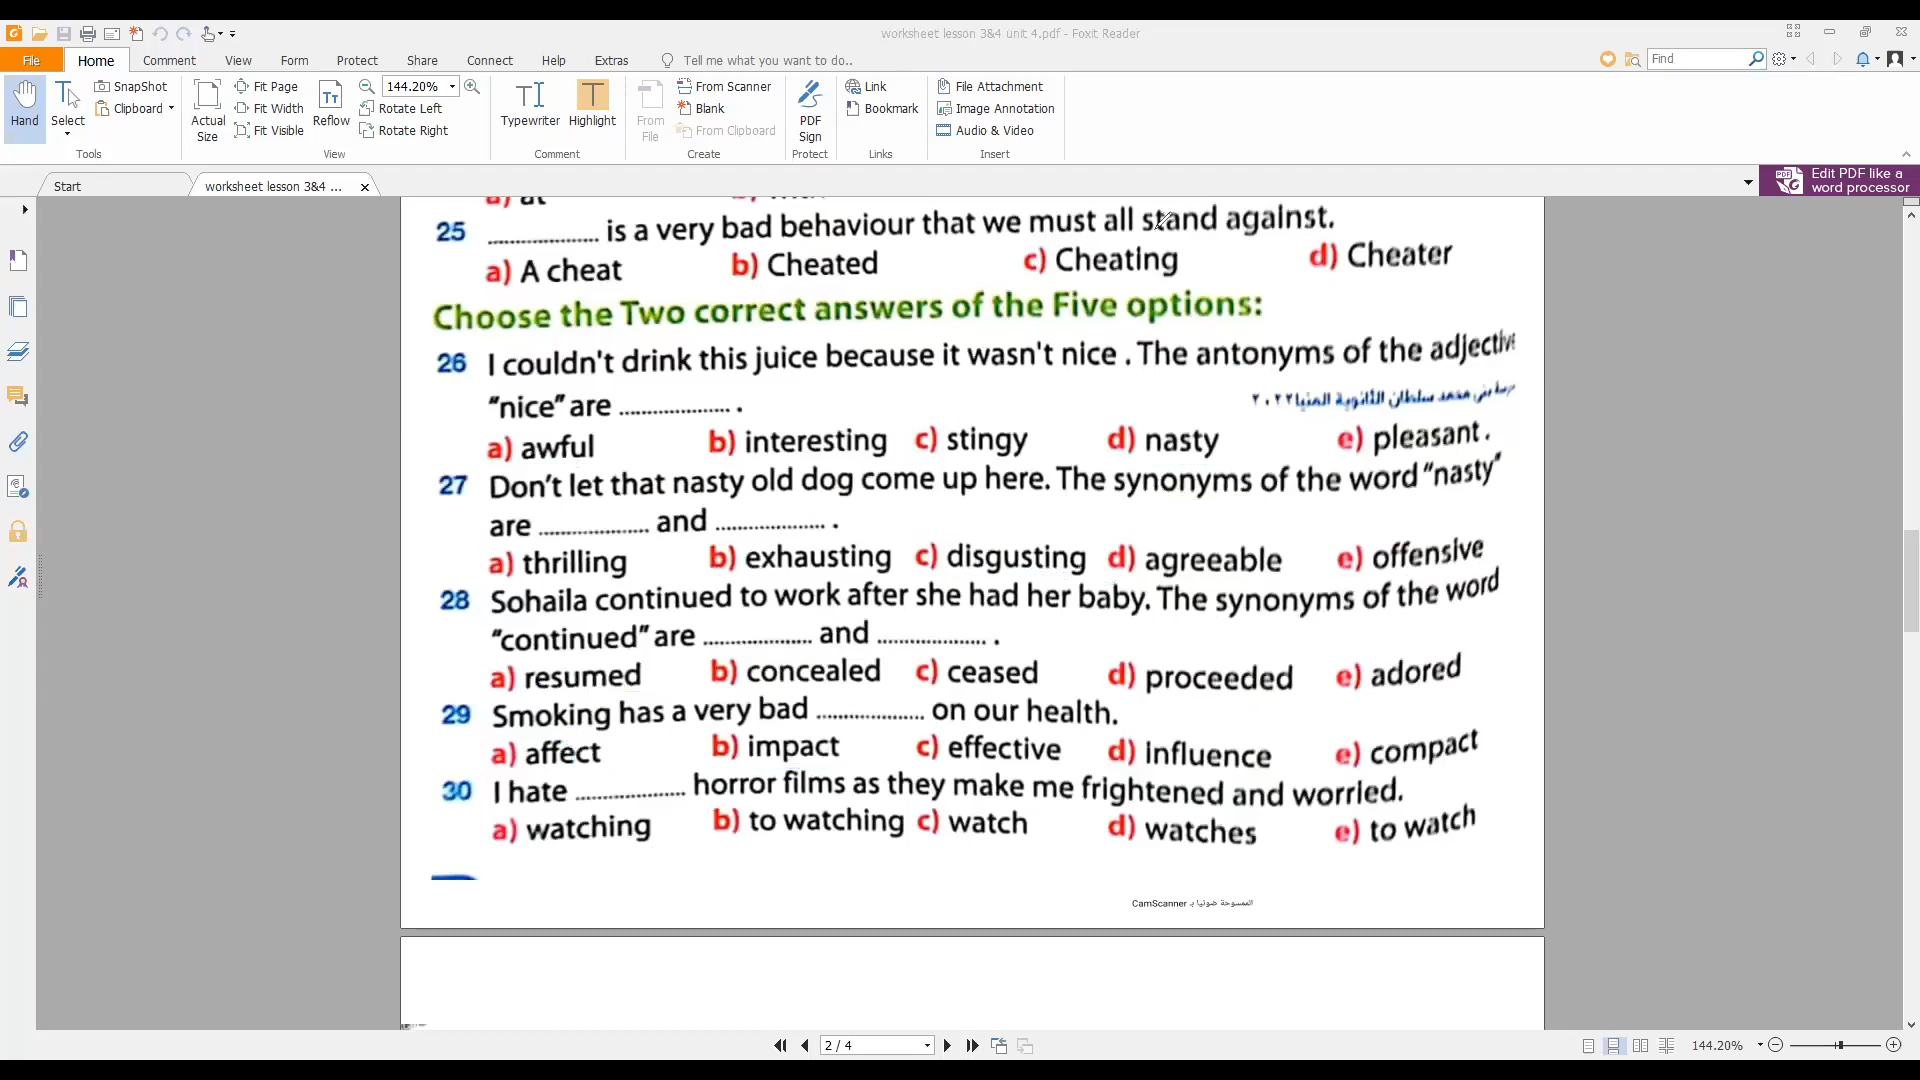 worksheet lesson 3&4 unit 4.pdf - Foxit Reader
File Home Comment View Form Protect Share Connect Help Extras Tell me what you want to do.. Find
Hand
Select
SnapShot
Clipboard
Tools
Actual Size
Fit Page
Fit Width
Fit Visible
Reflow
144.20%
Rotate Left
Rotate Right
View
Typewriter
Highlight
Comment
From File
From Scanner
Blank
From Clipboard
Create
PDF Sign
Protect
Link
Bookmark
Links
File Attachment
Image Annotation
Audio & Video
Insert
Start
worksheet lesson 3&4 ...
Edit PDF like a
word processor
25 .................... is a very bad behaviour that we must all stand against.
a) A cheat b) Cheated c) Cheating d) Cheater
Choose the Two correct answers of the Five options:
26 I couldn't drink this juice because it wasn't nice . The antonyms of the adjective
"nice" are .................... .
محمد سلطان الثانوية المنيا ٢٠٢٢
a) awful b) interesting c) stingy d) nasty e) pleasant .
27 Don't let that nasty old dog come up here. The synonyms of the word "nasty"
are .................... and .................... .
a) thrilling b) exhausting c) disgusting d) agreeable e) offensive
28 Sohaila continued to work after she had her baby. The synonyms of the word
"continued" are .................... and .................... .
a) resumed b) concealed c) ceased d) proceeded e) adored
29 Smoking has a very bad .................... on our health.
a) affect b) impact c) effective d) influence e) compact
30 I hate .................... horror films as they make me frightened and worried.
a) watching b) to watching c) watch d) watches e) to watch
الممسوحة ضوئيا بـ CamScanner
2 / 4
144.20%